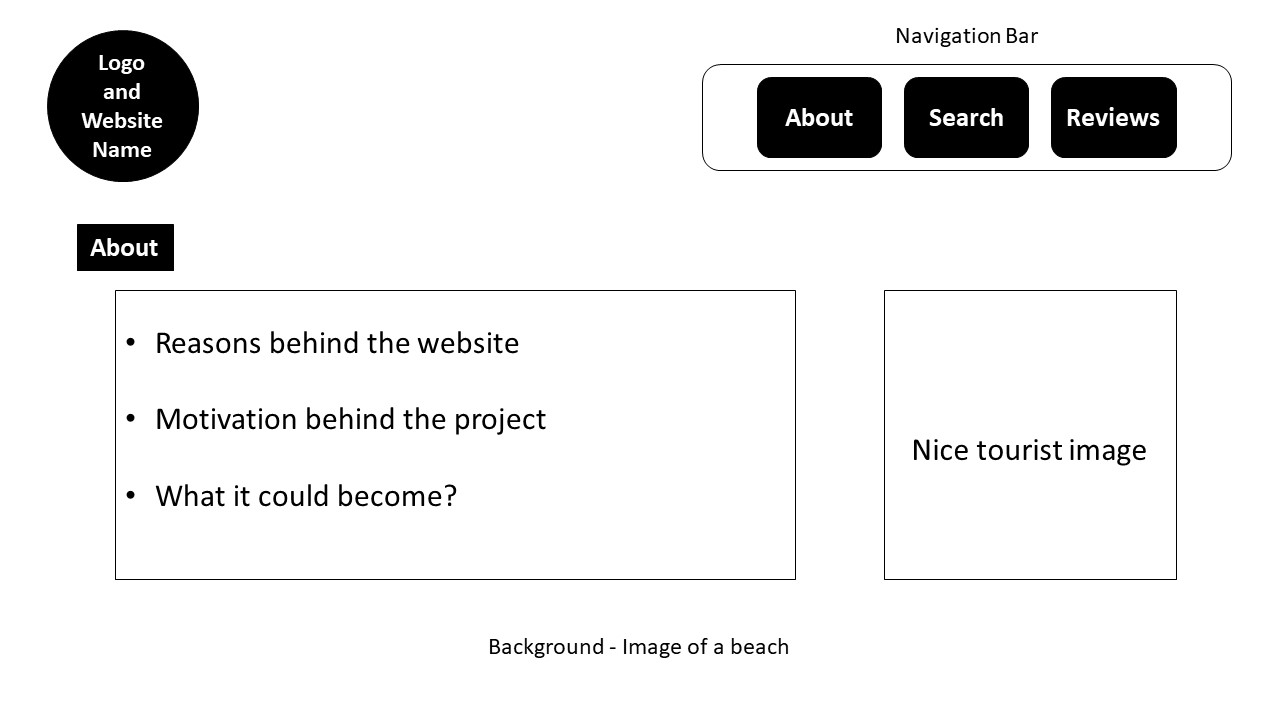 Logo
and
Website
Name
Navigation Bar
About
Search
Reviews
About
• Reasons behind the website
• Motivation behind the project
• What it could become?
Nice tourist image
Background - Image of a beach